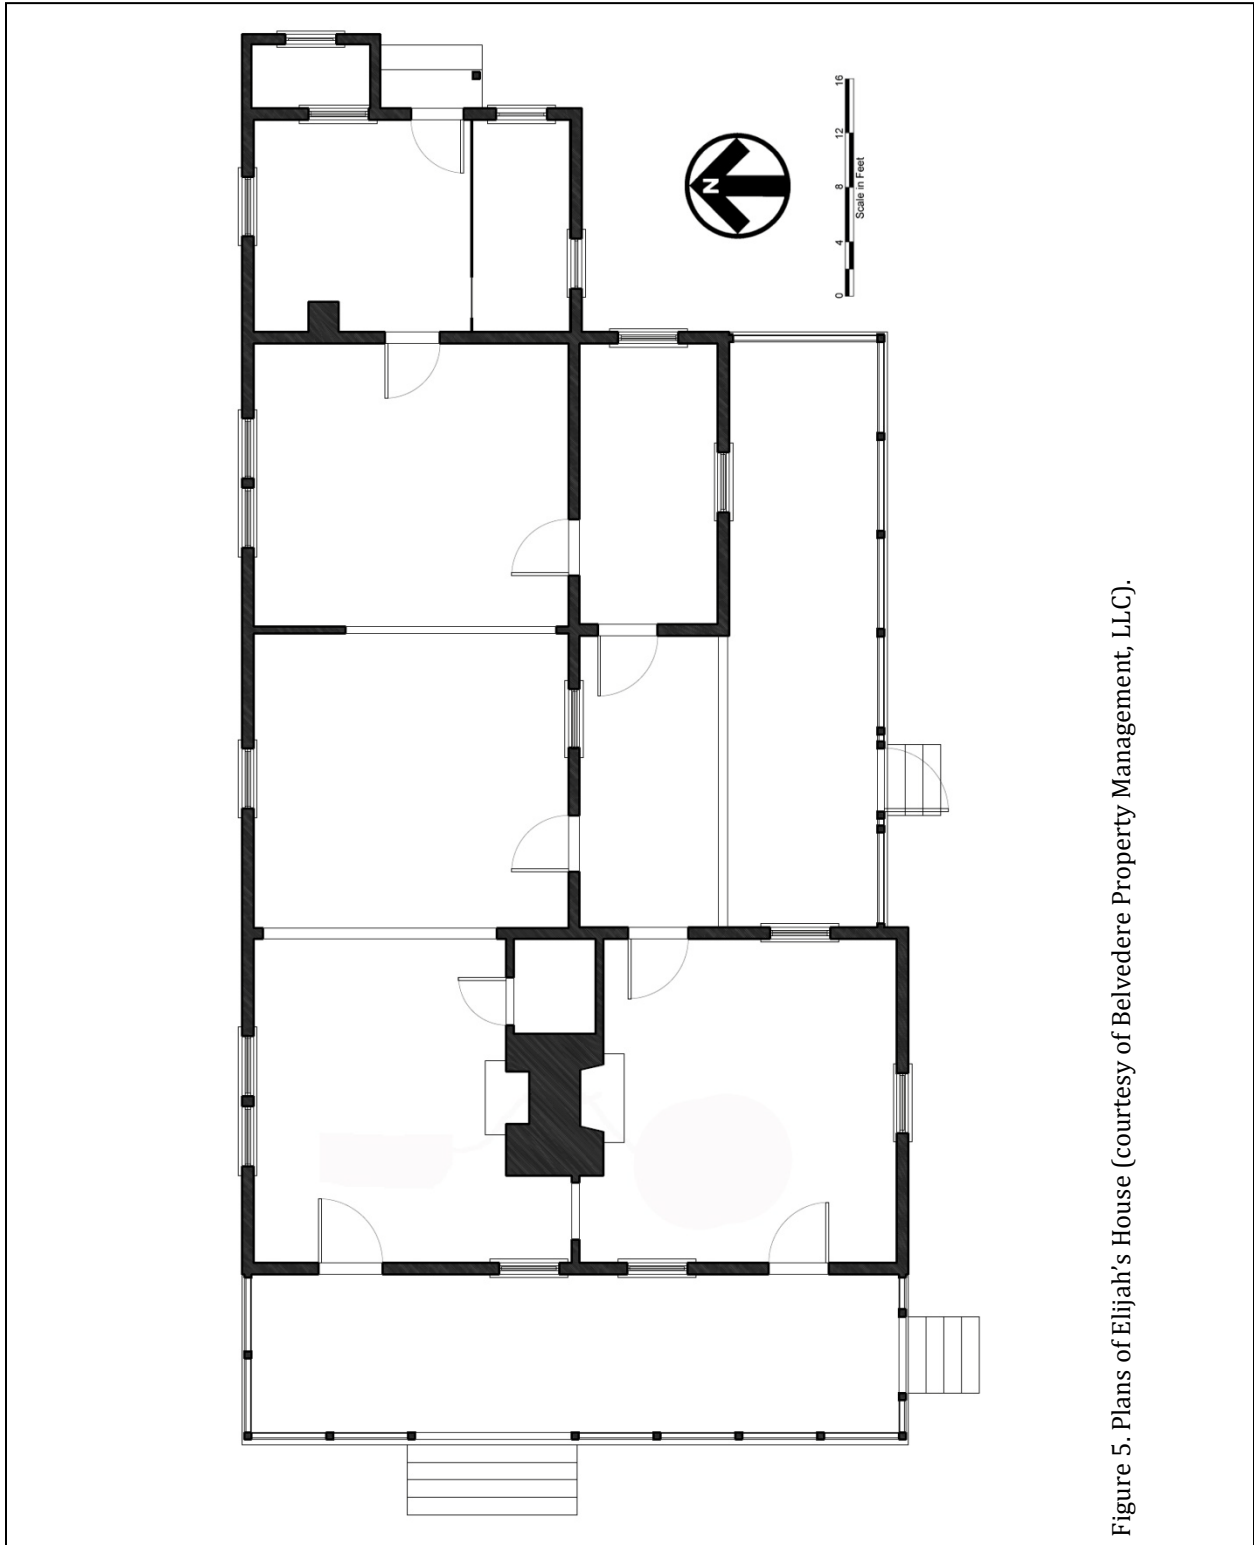 N
0 4 8 12 16
Scale in Feet
Figure 5. Plans of Elijah’s House (courtesy of Belvedere Property Management, LLC).